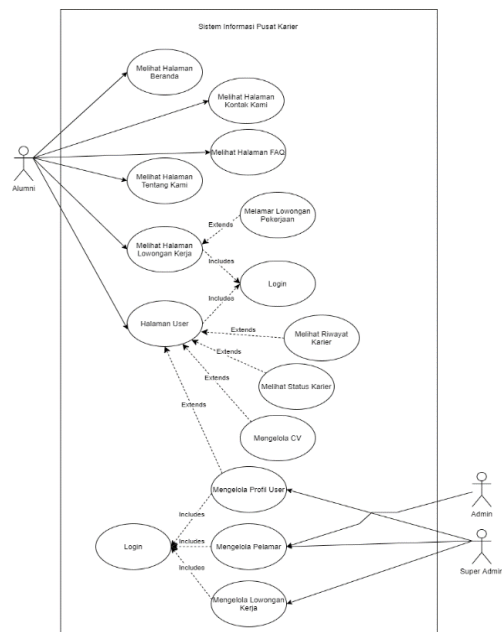 Sistem Informasi Pusat Karier
Melihat Halaman
Beranda
Melihat Halaman
Kontak Kami
Melihat Halaman FAQ
Alumni
Melihat Halaman
Tentang Kami
Melamar Lowongan
Pekerjaan
Extends
Melihat Halaman
Lowongan Kerja
Includes
Login
Includes
Halaman User
Extends
Melihat Riwayat
Karier
Extends
Melihat Status Karier
Extends
Extends
Mengelola CV
Mengelola Profil User
Admin
Includes
Login
Includes
Mengelola Pelamar
Super Admin
Includes
Mengelola Lowongan
Kerja